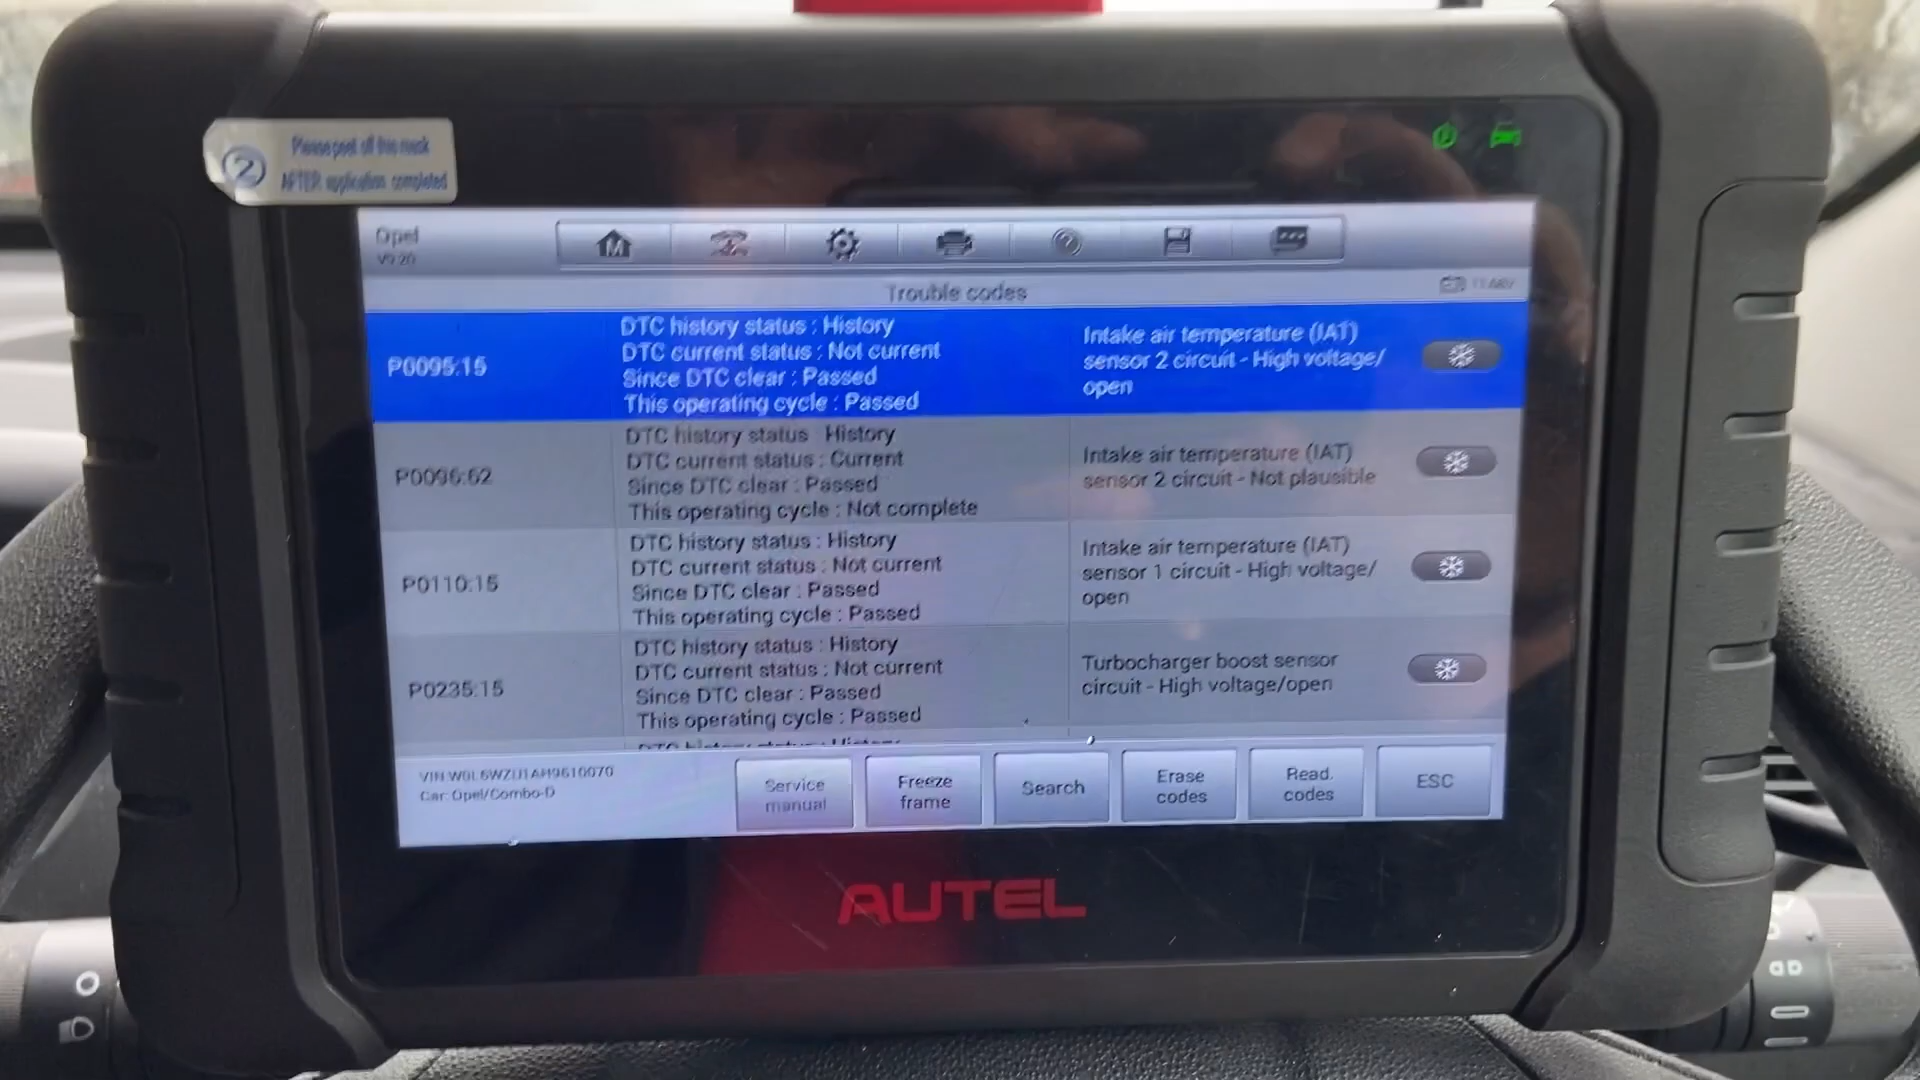 Please peel off this mask
2
AFTER application completed
Opel
V9.20
M
Trouble codes
P0095:15
DTC history status : History
DTC current status : Not current
Since DTC clear : Passed
This operating cycle : Passed
Intake air temperature (IAT)
sensor 2 circuit - High voltage/
open
P0096:62
DTC history status : History
DTC current status : Current
Since DTC clear : Passed
This operating cycle : Not complete
Intake air temperature (IAT)
sensor 2 circuit - Not plausible
P0110:15
DTC history status : History
DTC current status : Not current
Since DTC clear : Passed
This operating cycle : Passed
Intake air temperature (IAT)
sensor 1 circuit - High voltage/
open
P0235:15
DTC history status : History
DTC current status : Not current
Since DTC clear : Passed
This operating cycle : Passed
Turbocharger boost sensor
circuit - High voltage/open
DTC history status : History
VIN:
Car: Opel/Combo-D
Service
manual
Freeze
frame
Search
Erase
codes
Read.
codes
ESC
AUTEL